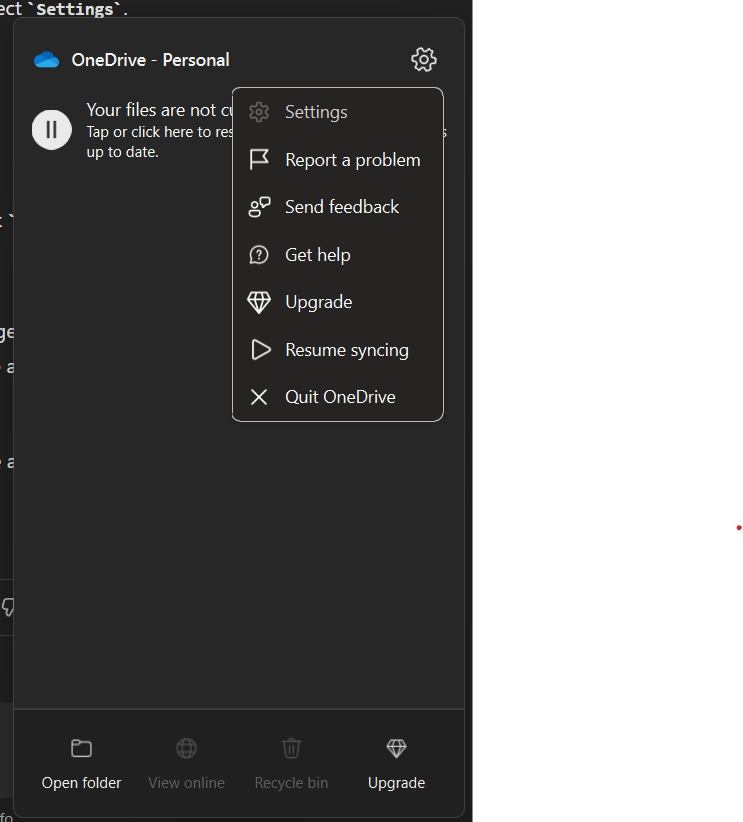 ect `Settings`.
OneDrive - Personal
Your files are not cu
Tap or click here to res
s
up to date.
Settings
Report a problem
Send feedback
Get help
Upgrade
Resume syncing
Quit OneDrive
ge
a
a
Open folder
View online
Recycle bin
Upgrade
fo